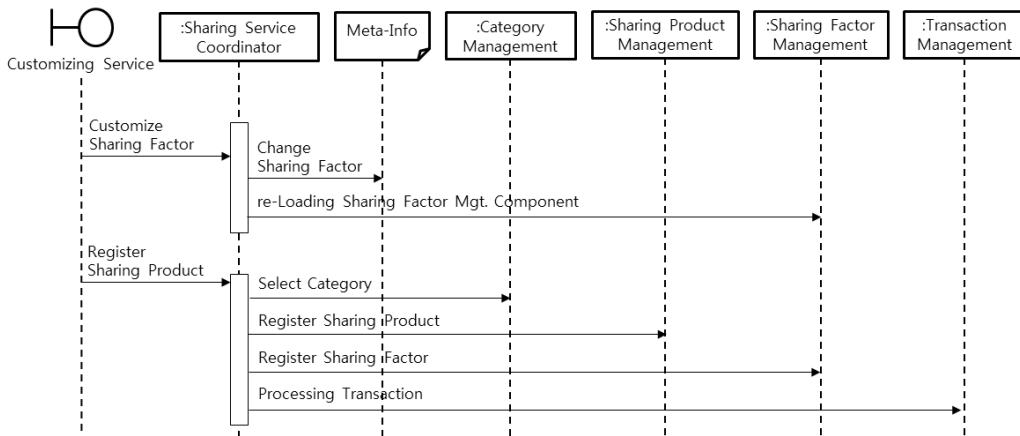 Customizing Service
:Sharing Service
Coordinator
Meta-Info
:Category
Management
:Sharing Product
Management
:Sharing Factor
Management
:Transaction
Management
Customize
Sharing Factor
Change
Sharing Factor
re-Loading Sharing Factor Mgt. Component
Register
Sharing Product
Select Category
Register Sharing Product
Register Sharing Factor
Processing Transaction